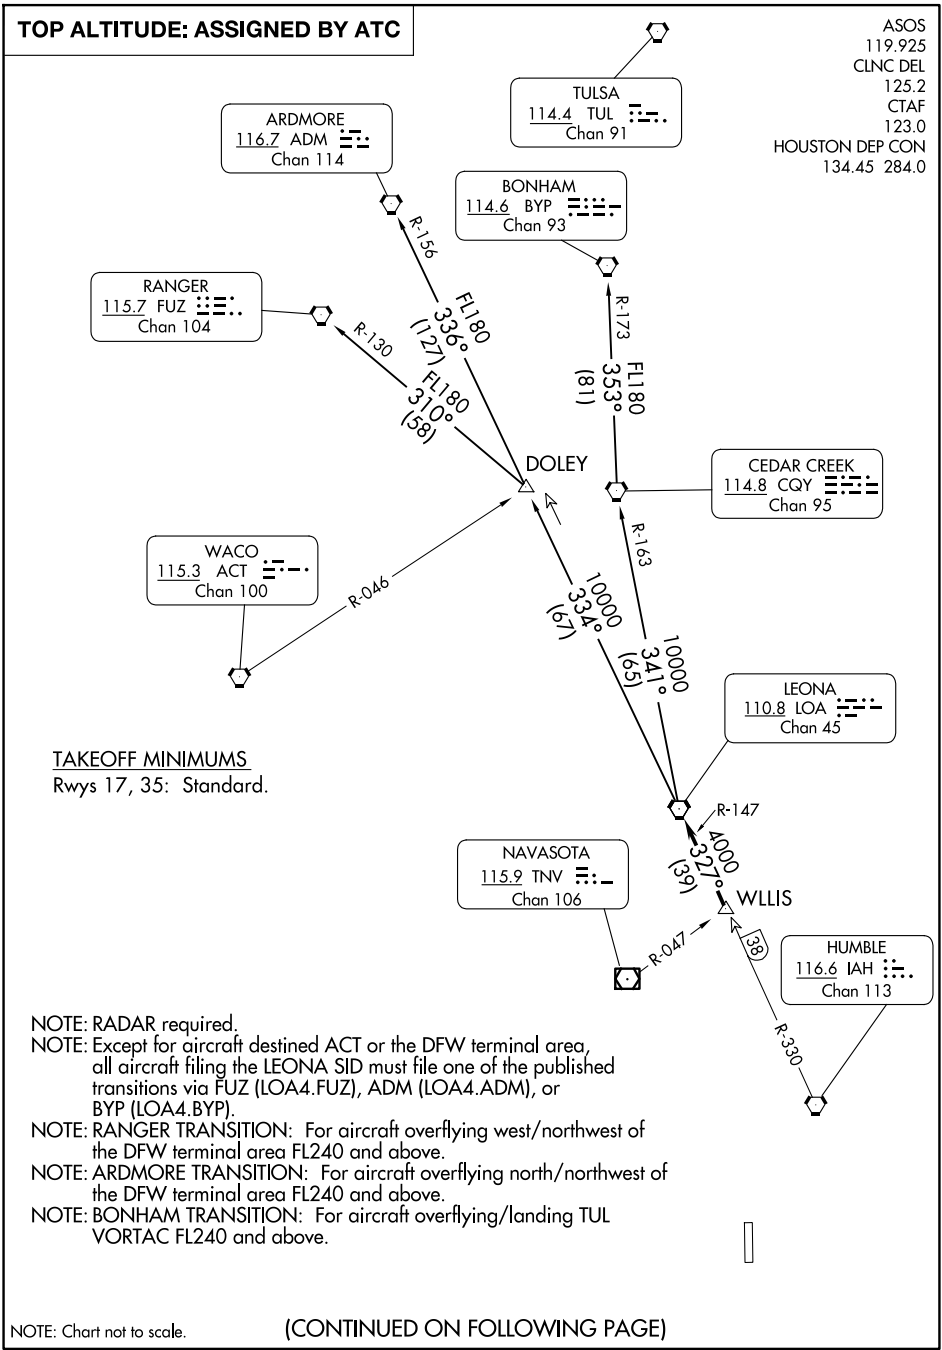 TOP ALTITUDE: ASSIGNED BY ATC
ASOS
119.925
CLNC DEL
125.2
CTAF
123.0
HOUSTON DEP CON
134.45 284.0
TULSA
114.4 TUL
Chan 91
ARDMORE
116.7 ADM
Chan 114
BONHAM
114.6 BYP
Chan 93
RANGER
115.7 FUZ
Chan 104
R-156
R-173
R-130
FL180
336°
(127)
FL180
310°
(58)
FL180
353°
(81)
DOLEY
CEDAR CREEK
114.8 CQY
Chan 95
WACO
115.3 ACT
Chan 100
R-046
R-163
10000
334°
(67)
10000
341°
(65)
LEONA
110.8 LOA
Chan 45
TAKEOFF MINIMUMS
Rwys 17, 35: Standard.
R-147
4000
327°
(39)
NAVASOTA
115.9 TNV
Chan 106
WLLIS
R-047
38
HUMBLE
116.6 IAH
Chan 113
R-330
NOTE: RADAR required.
NOTE: Except for aircraft destined ACT or the DFW terminal area,
all aircraft filing the LEONA SID must file one of the published
transitions via FUZ (LOA4.FUZ), ADM (LOA4.ADM), or
BYP (LOA4.BYP).
NOTE: RANGER TRANSITION: For aircraft overflying west/northwest of
the DFW terminal area FL240 and above.
NOTE: ARDMORE TRANSITION: For aircraft overflying north/northwest of
the DFW terminal area FL240 and above.
NOTE: BONHAM TRANSITION: For aircraft overflying/landing TUL
VORTAC FL240 and above.
NOTE: Chart not to scale.
(CONTINUED ON FOLLOWING PAGE)